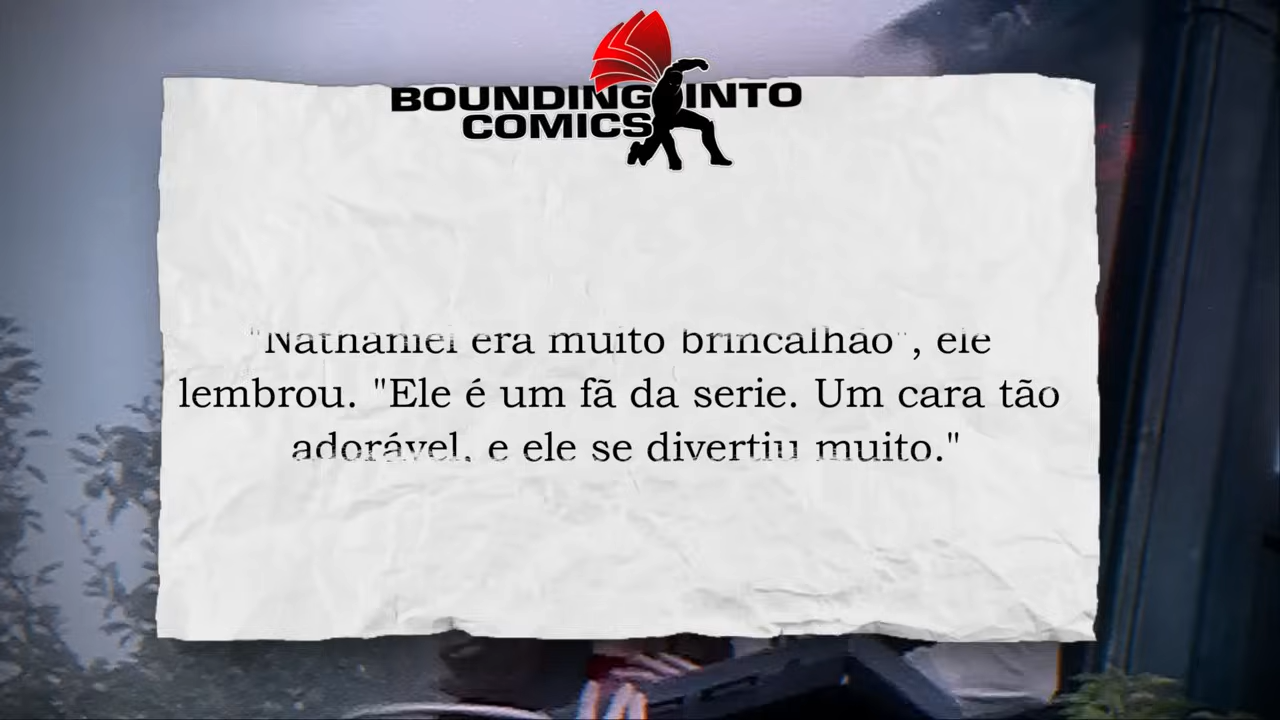 BOUNDING INTO
COMICS
"Nathaniel era muito brincalhão", ele
lembrou. "Ele é um fã da serie. Um cara tão
adorável, e ele se divertiu muito."